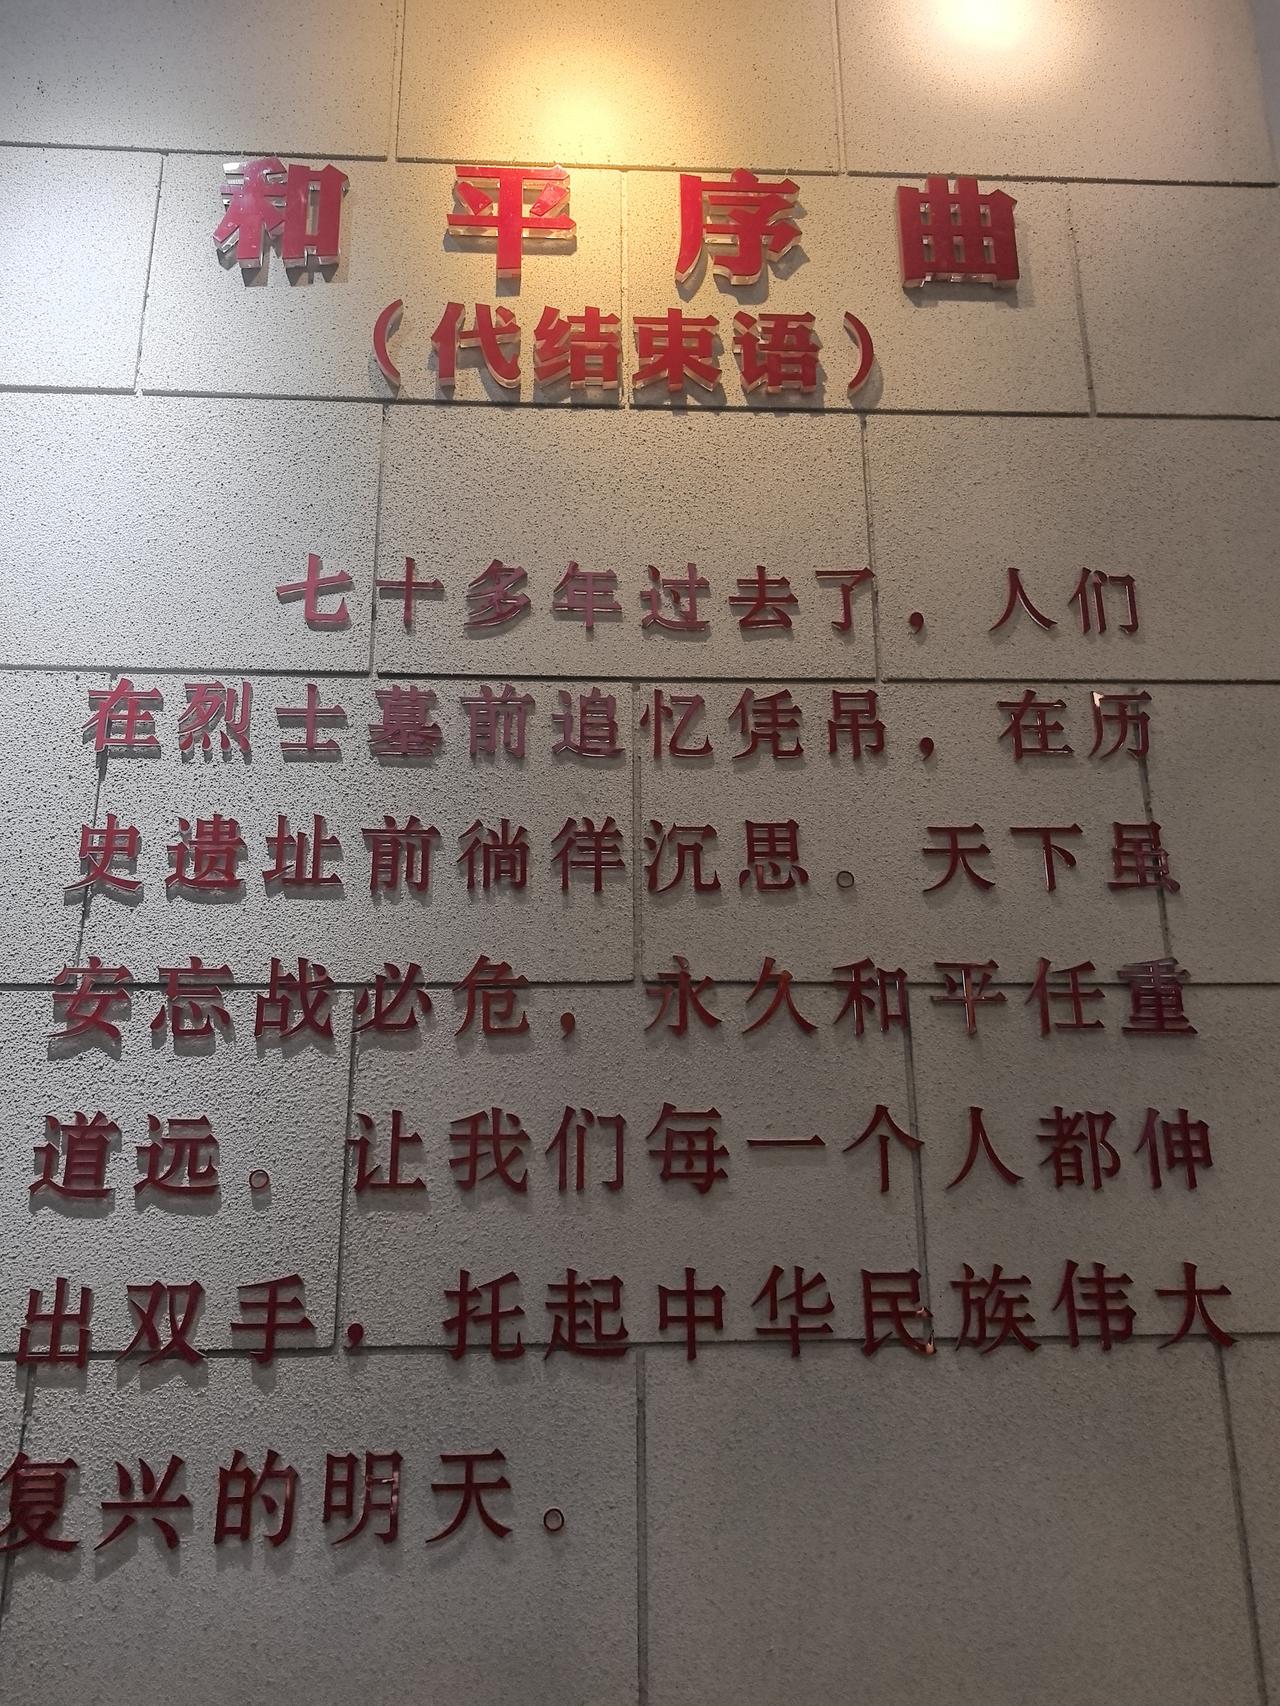 和平序曲
（代结束语）
七十多年过去了，人们
在烈士墓前追忆凭吊，在历
史遗址前徜徉沉思。天下虽
安忘战必危，永久和平任重
道远。让我们每一个人都伸
出双手，托起中华民族伟大
复兴的明天。